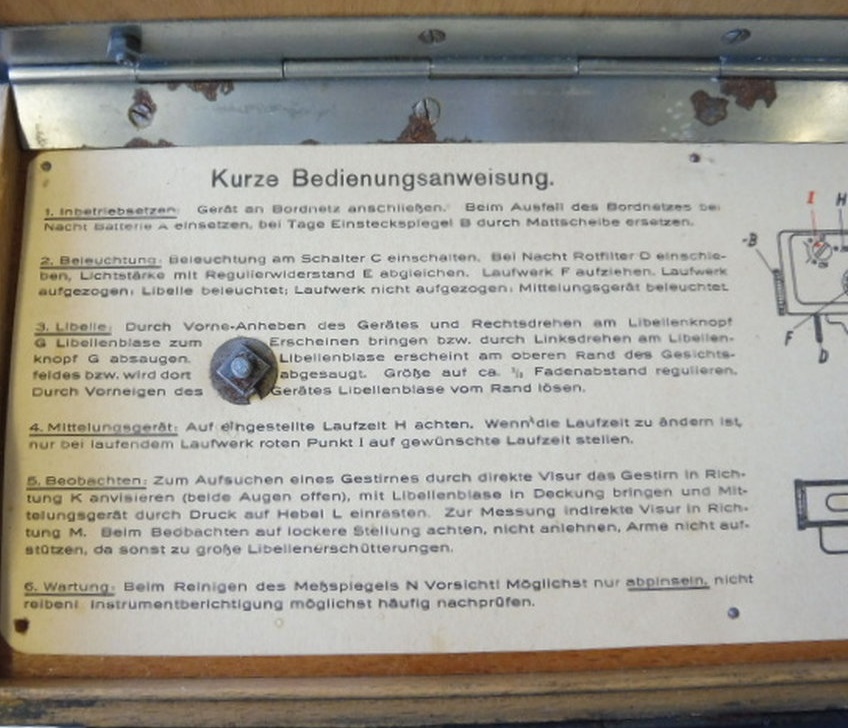 Kurze Bedienungsanweisung.
1. Inbetriebsetzen: Gerät an Bordnetz anschließen. Beim Ausfall des Bordnetzes bei
Nacht Batterie A einsetzen, bei Tage Einsteckspiegel B durch Mattscheibe ersetzen.
2. Beleuchtung: Beleuchtung am Schalter C einschalten. Bei Nacht Rotfilter D einschie-
ben, Lichtstärke mit Regulierwiderstand E abgleichen. Laufwerk F aufziehen. Laufwerk
aufgezogen: Libelle beleuchtet; Laufwerk nicht aufgezogen: Mittelungsgerät beleuchtet.
3. Libelle: Durch Vorne-Anheben des Gerätes und Rechtsdrehen am Libellenknopf
G Libellenblase zum Erscheinen bringen bzw. durch Linksdrehen am Libellen-
knopf G absaugen. Libellenblase erscheint am oberen Rand des Gesichts-
feldes bzw. wird dort abgesaugt. Größe auf ca. Fadenabstand regulieren.
Durch Vorneigen des Gerätes Libellenblase vom Rand lösen.
4. Mittelungsgerät: Auf eingestellte Laufzeit H achten. Wenn die Laufzeit zu ändern ist,
nur bei laufendem Laufwerk roten Punkt I auf gewünschte Laufzeit stellen.
5. Beobachten: Zum Aufsuchen eines Gestirnes durch direkte Visur das Gestirn in Rich-
tung K anvisieren (beide Augen offen), mit Libellenblase in Deckung bringen und Mit-
telungsgerät durch Druck auf Hebel L einrasten. Zur Messung indirekte Visur in Rich-
tung M. Beim Beobachten auf lockere Stellung achten, nicht anlehnen, Arme nicht auf-
stützen, da sonst zu große Libellenerschütterungen.
6. Wartung: Beim Reinigen des Meßspiegels N Vorsicht! Möglichst nur abpinseln, nicht
reiben! Instrumentberichtigung möglichst häufig nachprüfen.
I
H
B
F
D